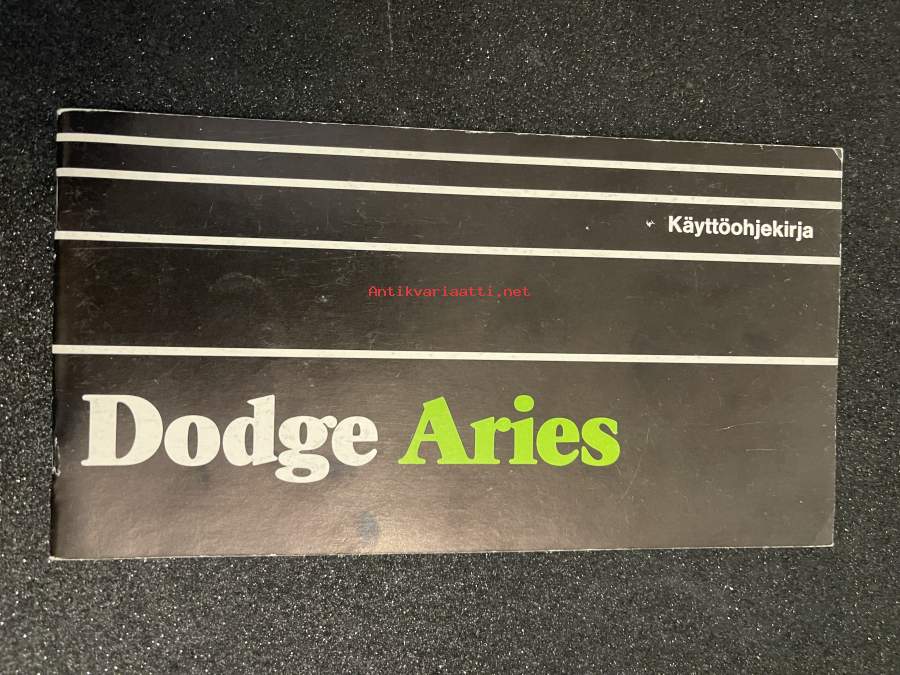 Käyttöohjekirja
Antikvariaatti.net
Dodge Aries